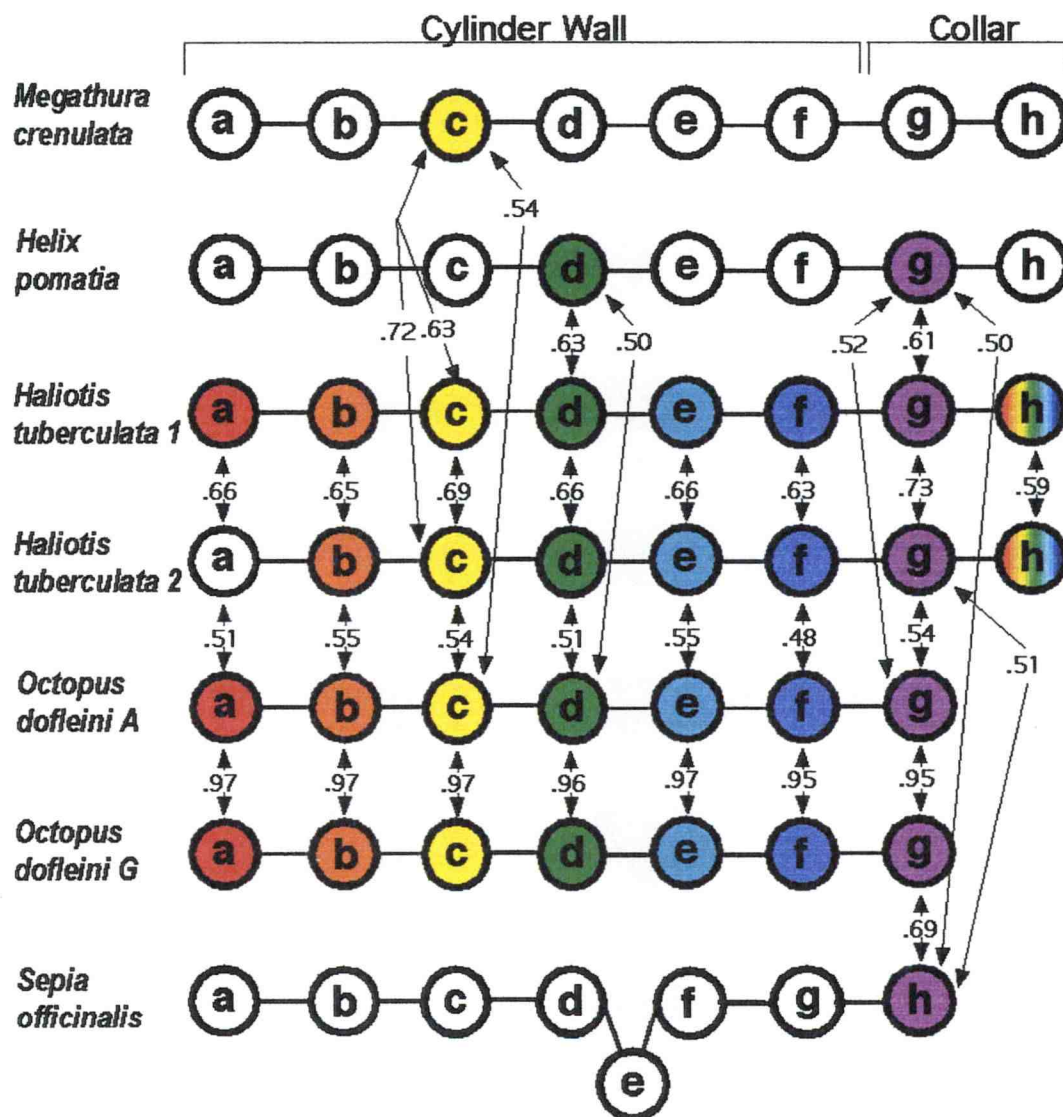 Cylinder Wall Collar
Megathura
crenulata
a b c d e f g h
.54
Helix
pomatia
a b c d e f g h
.72 .63 .63 .50 .52 .61 .50
Haliotis
tuberculata 1
a b c d e f g h
.66 .65 .69 .66 .66 .63 .73 .59
Haliotis
tuberculata 2
a b c d e f g h
.51 .55 .54 .51 .55 .48 .54 .51
Octopus
dofleini A
a b c d e f g
.97 .97 .97 .96 .97 .95 .95
Octopus
dofleini G
a b c d e f g
.69
Sepia
officinalis
a b c d f g h
e